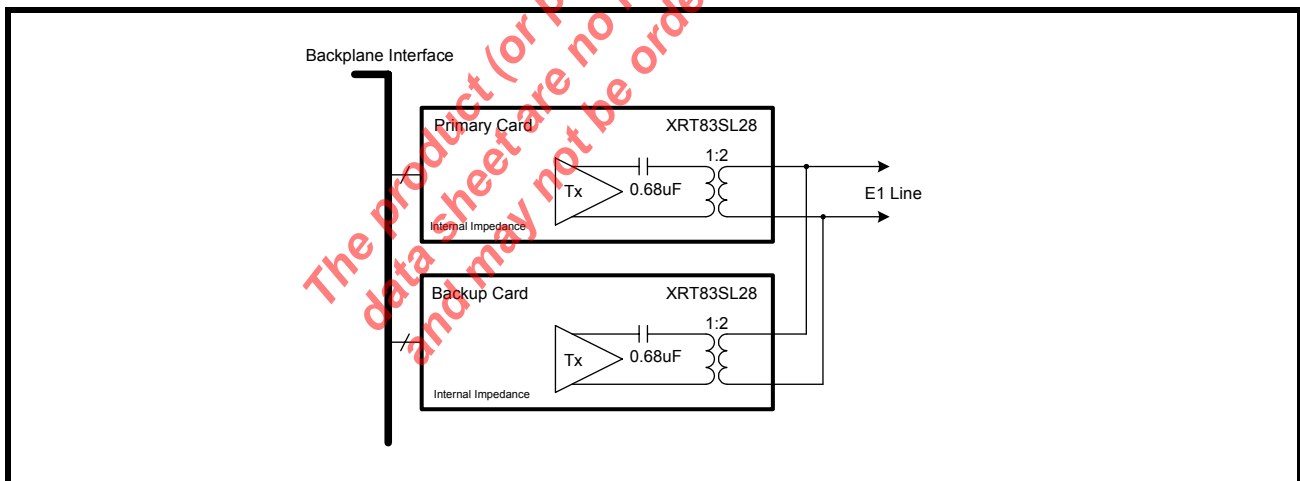 Backplane Interface
Primary Card XRT83SL28
1:2
Tx
0.68uF
Internal Impedance
E1 Line
Backup Card XRT83SL28
1:2
Tx
0.68uF
Internal Impedance
The product (or
data sheet are no
and may not be orde